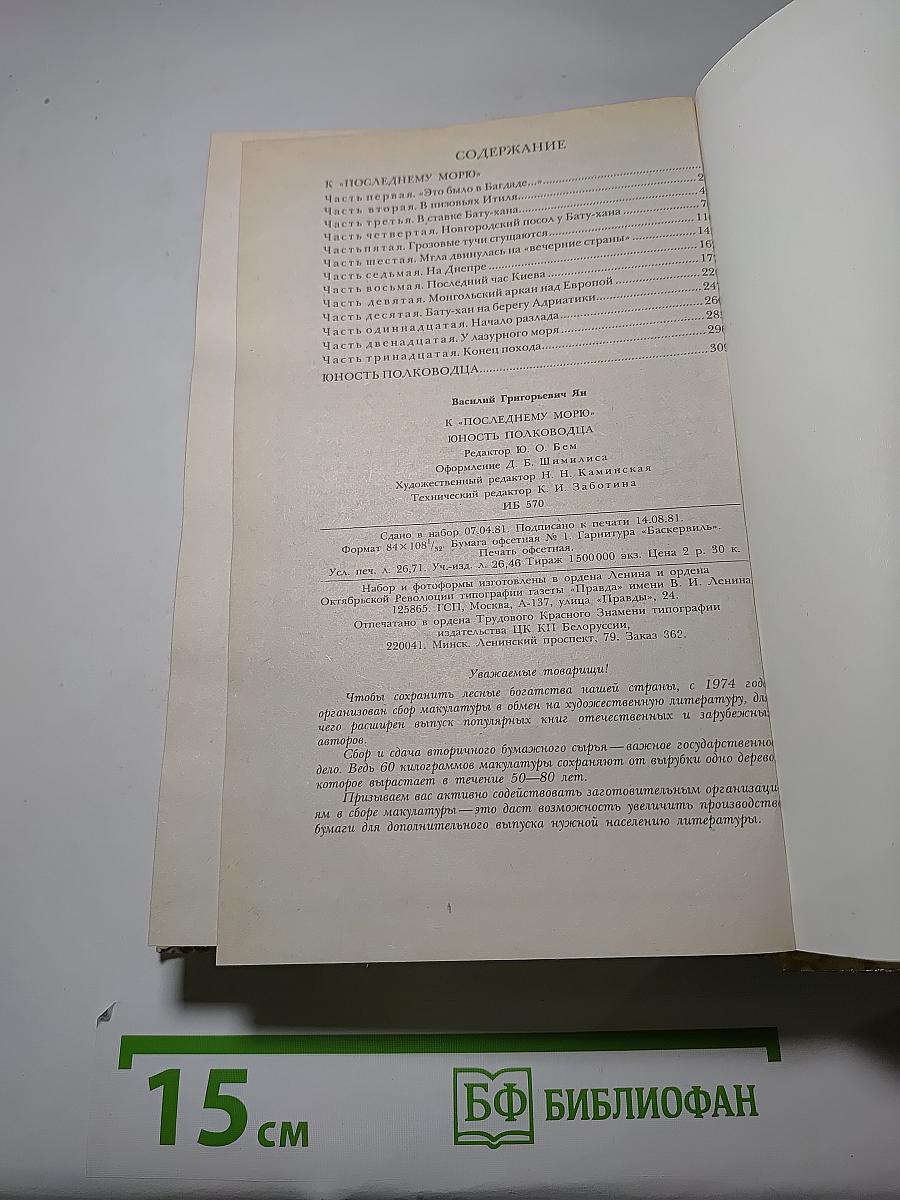 СОДЕРЖАНИЕ
К «ПОСЛЕДНЕМУ МОРЮ»
Часть первая. «Это было в Багдаде...»
Часть вторая. В низовьях Итиля
Часть третья. В ставке Бату-хана
Часть четвертая. Новгородский посол у Бату-хана
Часть пятая. Грозовые тучи сгущаются
Часть шестая. Мгла двинулась на «вечерние страны»
Часть седьмая. На Днепре
Часть восьмая. Последний час Киева
Часть девятая. Монгольский аркан над Европой
Часть десятая. Бату-хан на берегу Адриатики
Часть одиннадцатая. Начало разлада
Часть двенадцатая. У лазурного моря
Часть тринадцатая. Конец похода
ЮНОСТЬ ПОЛКОВОДЦА
Василий Григорьевич Ян
К «ПОСЛЕДНЕМУ МОРЮ»
ЮНОСТЬ ПОЛКОВОДЦА
Редактор Ю. О. Бем
Оформление Д. Б. Шимилиса
Художественный редактор Н. Н. Каминская
Технический редактор К. И. Заботина
ИБ 570
Сдано в набор 07.04.81. Подписано к печати 14.08.81.
Формат 84×108¹/₃₂ Бумага офсетная № 1. Гарнитура «Баскервиль».
Печать офсетная.
Усл. печ. л. 26,71. Уч.-изд. л. 26,46 Тираж 1500000 экз. Цена 2 р. 30 к.
Набор и фотоформы изготовлены в ордена Ленина и ордена
Октябрьской Революции типографии газеты «Правда» имени В. И. Ленина
125865. ГСП, Москва, А-137, улица «Правды», 24.
Отпечатано в ордена Трудового Красного Знамени типографии
издательства ЦК КП Белоруссии,
220041. Минск. Ленинский проспект, 79. Заказ 362.
Уважаемые товарищи!
Чтобы сохранить лесные богатства нашей страны, с 1974 год
организован сбор макулатуры в обмен на художественную литературу, дл
чего расширен выпуск популярных книг отечественных и зарубежны
авторов.
Сбор и сдача вторичного бумажного сырья—важное государственно
дело. Ведь 60 килограммов макулатуры сохраняют от вырубки одно дерево,
которое вырастает в течение 50—80 лет.
Призываем вас активно содействовать заготовительным организаци
ям в сборе макулатуры—это даст возможность увеличить производств
бумаги для дополнительного выпуска нужной населению литературы.
15 см
БФ БИБЛИОФАН